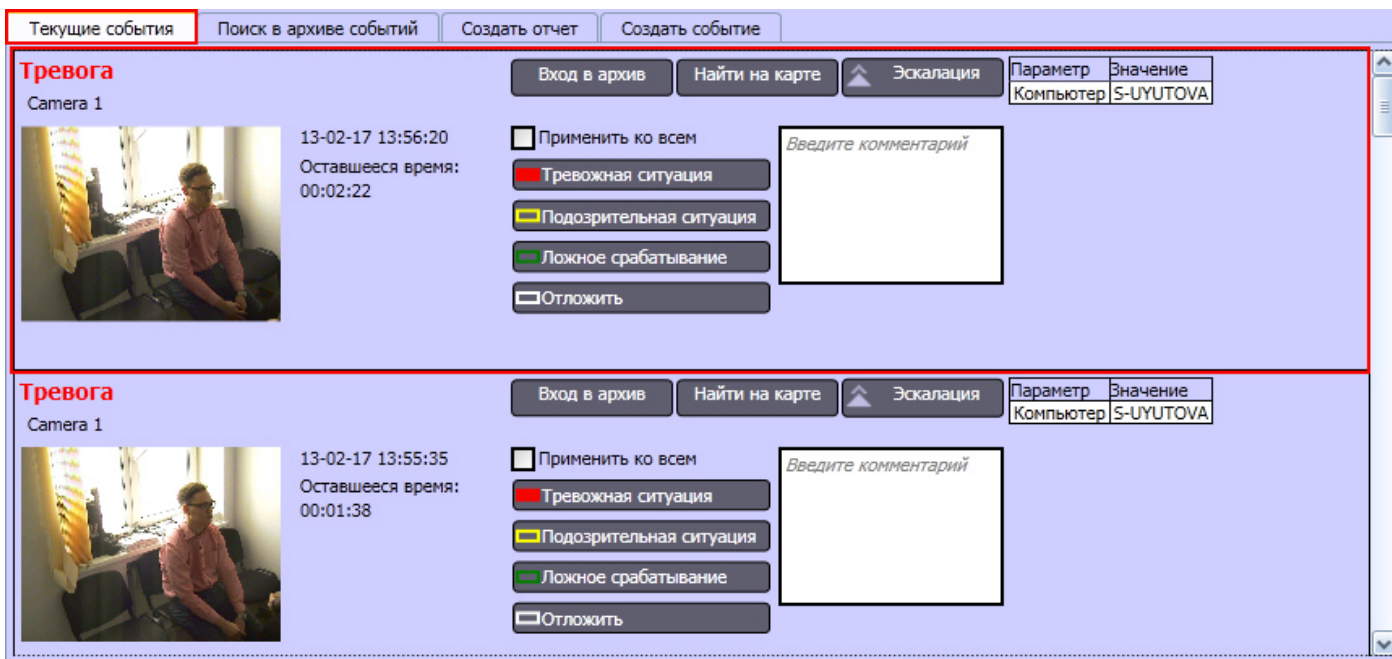 Текущие события
Поиск в архиве событий
Создать отчет
Создать событие
Тревога
Camera 1
Вход в архив
Найти на карте
Эскалация
Параметр Значение
Компьютер S-UYUTOVA
13-02-17 13:56:20
Оставшееся время:
00:02:22
Применить ко всем
Тревожная ситуация
Подозрительная ситуация
Ложное срабатывание
Отложить
Введите комментарий
Тревога
Camera 1
Вход в архив
Найти на карте
Эскалация
Параметр Значение
Компьютер S-UYUTOVA
13-02-17 13:55:35
Оставшееся время:
00:01:38
Применить ко всем
Тревожная ситуация
Подозрительная ситуация
Ложное срабатывание
Отложить
Введите комментарий